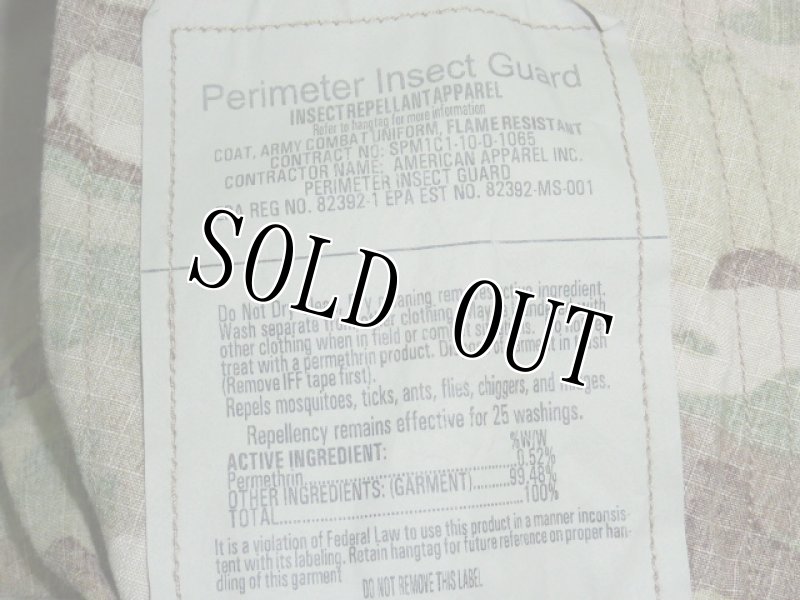 Perimeter Insect Guard
INSECT REPELLANT APPAREL
Refer to hangtag for more information
COAT, ARMY COMBAT UNIFORM, FLAME RESISTANT
CONTRACT NO: SPM1C1-10-D-1065
CONTRACTOR NAME: AMERICAN APPAREL INC.
PERIMETER INSECT GUARD
EPA REG NO. 82392-1 EPA EST NO. 82392-MS-001
SOLD OUT
Do Not Dry ingredient.
Wash separate clothing with
other clothing when in field or
treat with a permethrin product. in
(Remove IFF tape first).
Repels mosquitoes, ticks, ants, flies, chiggers, and
Repellency remains effective for 25 washings.
%W/W
ACTIVE INGREDIENT:
Permethrin 0.52%
OTHER INGREDIENTS: (GARMENT) 99.48%
TOTAL 100%
It is a violation of Federal Law to use this product in a manner inconsis-
tent with its labeling. Retain hangtag for future reference on proper han-
dling of this garment
DO NOT REMOVE THIS LABEL